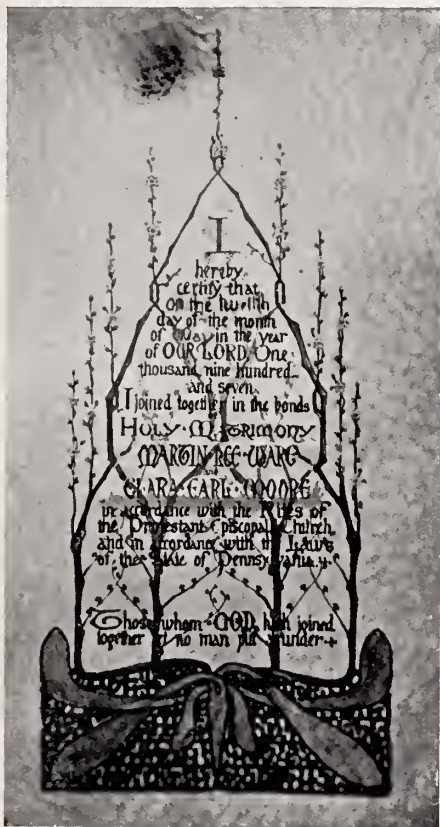 I
hereby
certify that
on the twelfth
day of the month
of May in the year
of OUR LORD One
thousand nine hundred
and seven
I joined together in the bonds
HOLY MATRIMONY
MARTIN LEE WARE
and
CLARA EARL MOORE
in accordance with the Rites of
the Protestant Episcopal Church
and in accordance with the Laws
of the State of Pennsylvania
Those whom GOD hath joined
together let no man put asunder